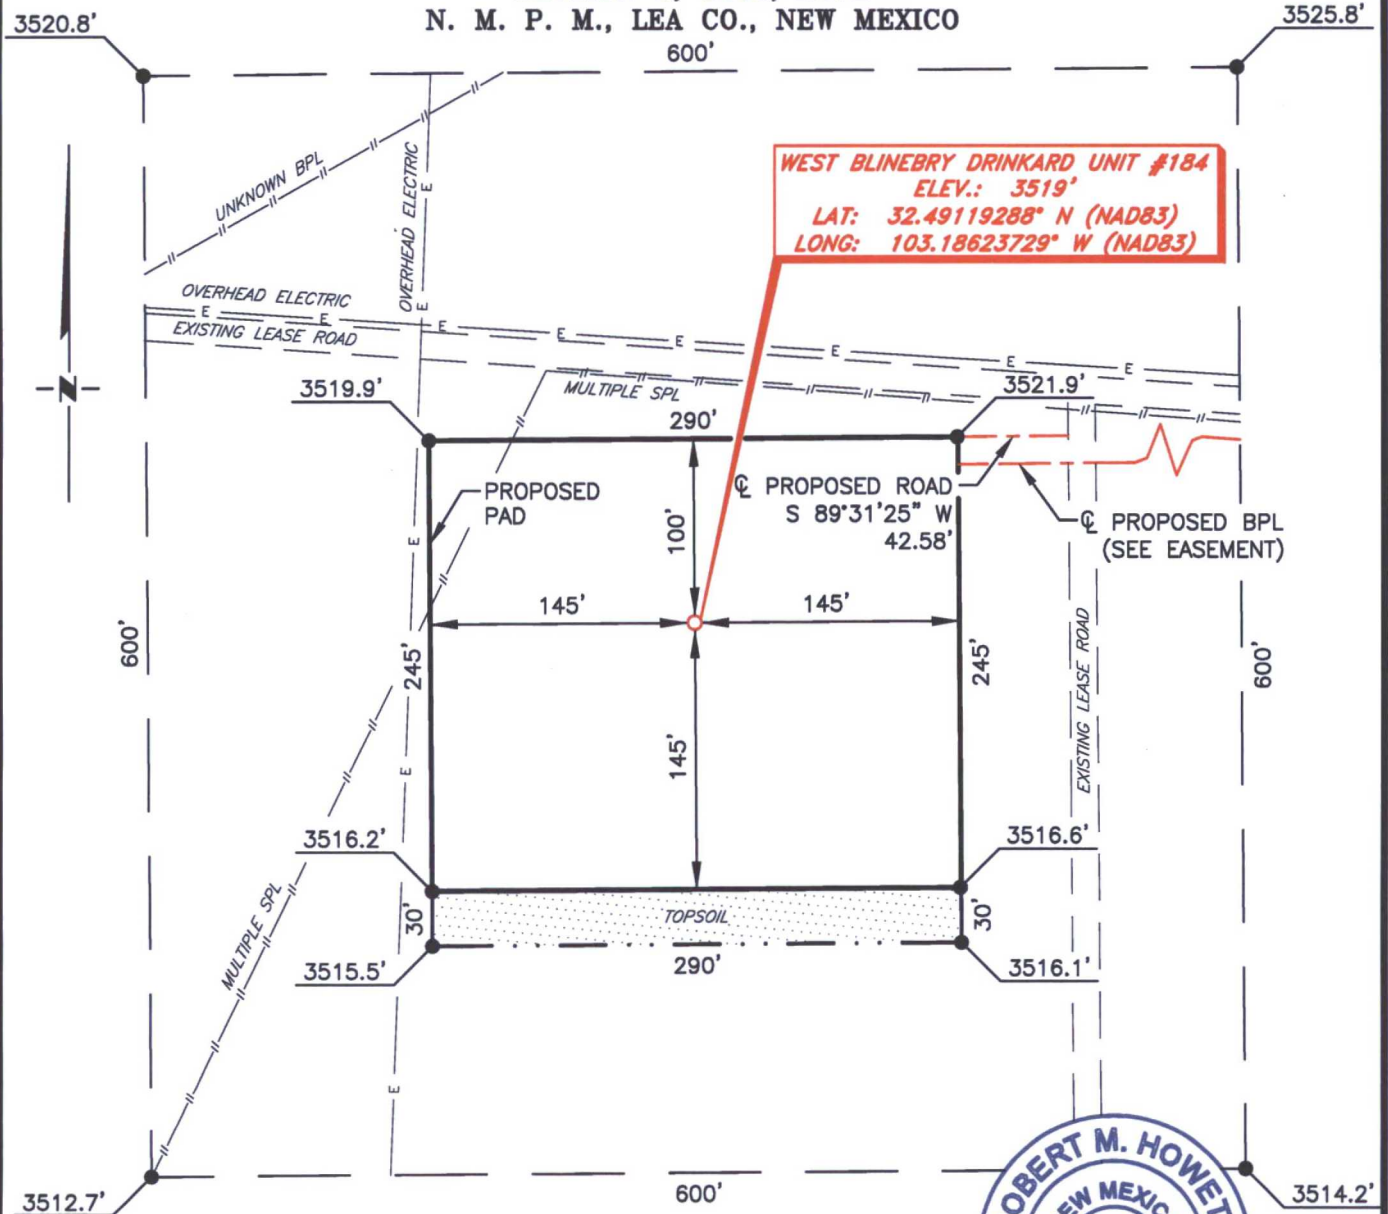 N. M. P. M., LEA CO., NEW MEXICO
3520.8'
3525.8'
600'
UNKNOWN BPL
OVERHEAD ELECTRIC
WEST BLINEBRY DRINKARD UNIT #184
ELEV.: 3519'
LAT: 32.49119288° N (NAD83)
LONG: 103.18623729° W (NAD83)
OVERHEAD ELECTRIC
EXISTING LEASE ROAD
N
MULTIPLE SPL
3519.9'
3521.9'
290'
PROPOSED
PAD
100'
℄ PROPOSED ROAD
S 89°31'25" W
42.58'
℄ PROPOSED BPL
(SEE EASEMENT)
145'
145'
600'
245'
245'
600'
EXISTING LEASE ROAD
145'
3516.2'
3516.6'
MULTIPLE SPL
30'
TOPSOIL
30'
3515.5'
290'
3516.1'
ROBERT M. HOWETT
NEW MEXICO
3512.7'
600'
3514.2'